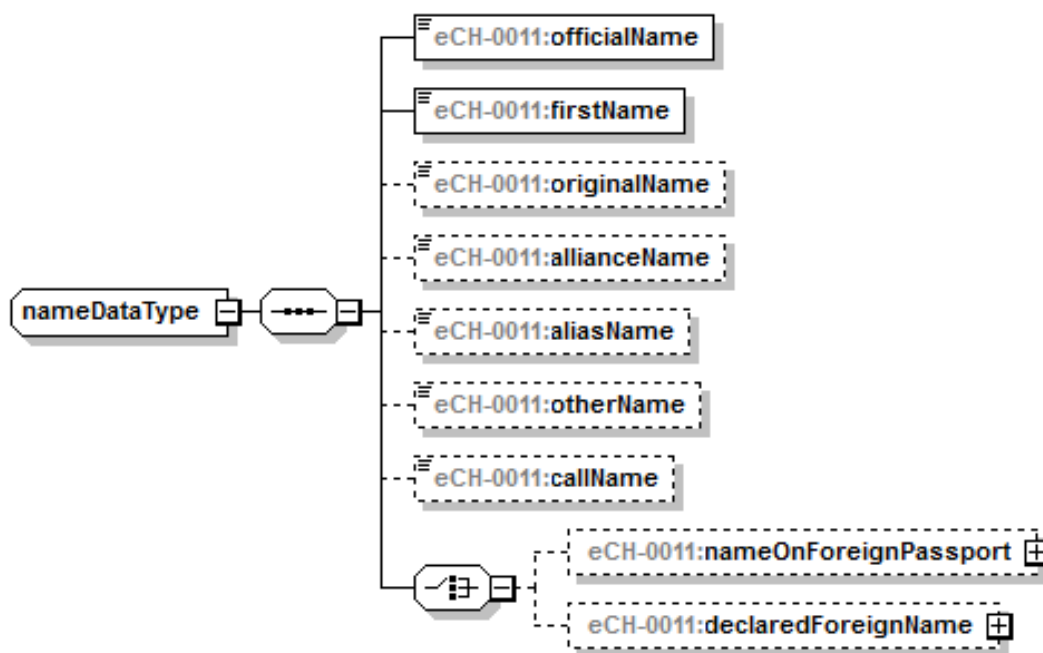 eCH-0011:officialName
eCH-0011:firstName
eCH-0011:originalName
eCH-0011:allianceName
nameDataType
eCH-0011:aliasName
eCH-0011:otherName
eCH-0011:callName
eCH-0011:nameOnForeignPassport
eCH-0011:declaredForeignName